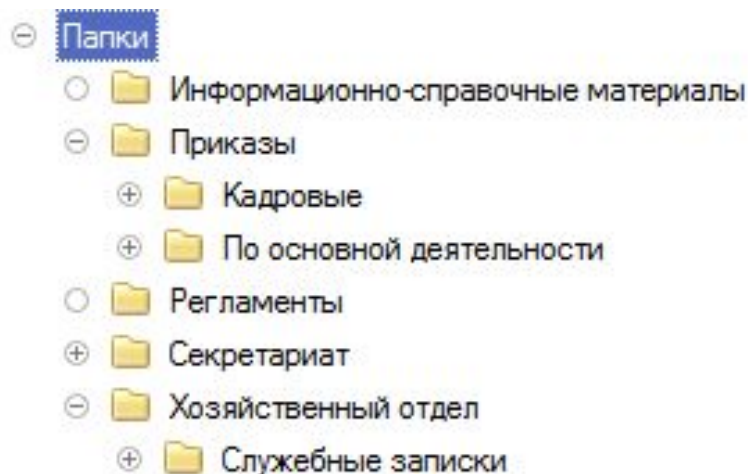 Папки
Информационно-справочные материалы
Приказы
Кадровые
По основной деятельности
Регламенты
Секретариат
Хозяйственный отдел
Служебные записки